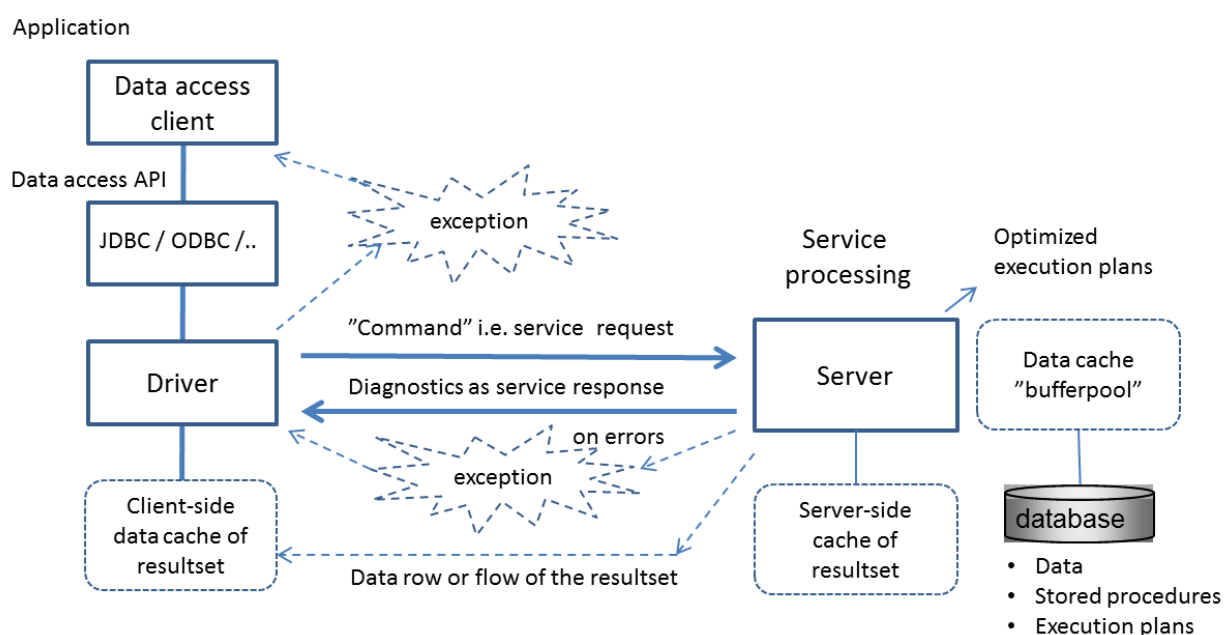 Application
Data access
client
Data access API
JDBC / ODBC /..
exception
Service
processing
Optimized
execution plans
”Command” i.e. service  request
Driver
Diagnostics as service response
Server
Data cache
”bufferpool”
on errors
exception
Client-side
data cache of
resultset
Server-side
cache of
resultset
database
Data row or flow of the resultset
• Data
• Stored procedures
• Execution plans